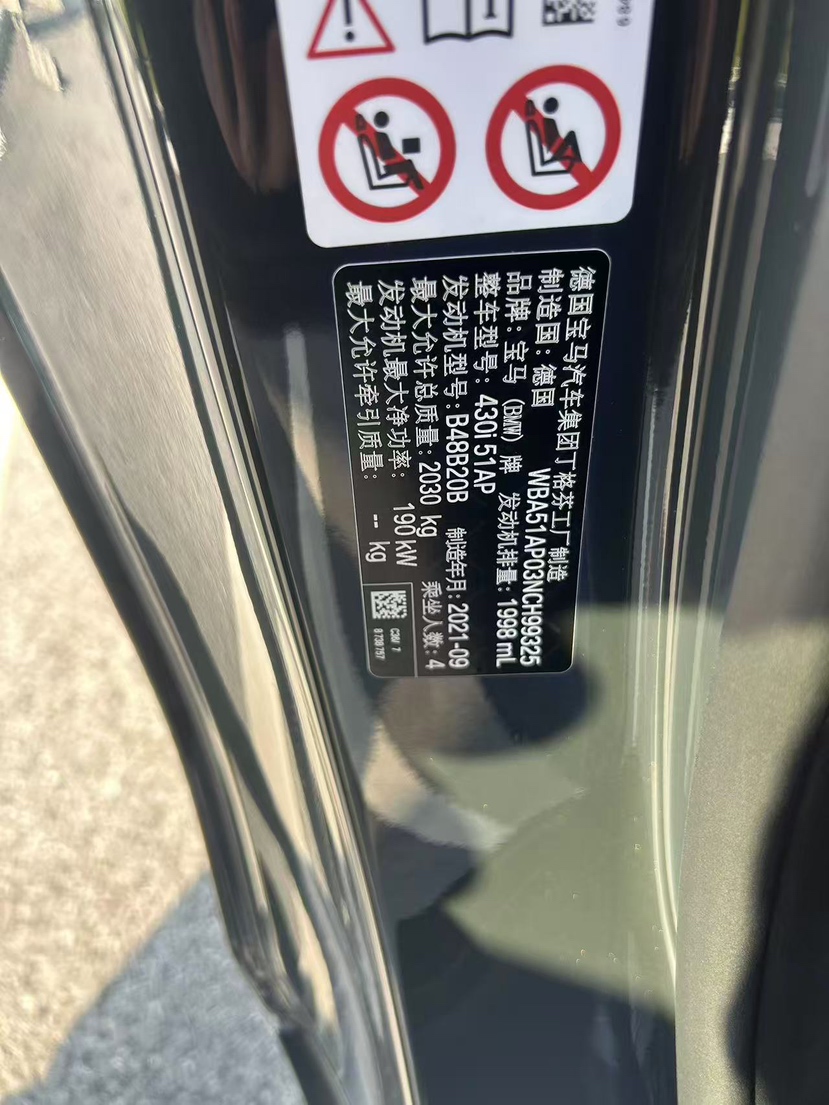 德国宝马汽车集团丁格芬工厂制造
制造国：德国 WBA51AP03NCH99325
品牌：宝马 (BMW) 牌 发动机排量：1998 mL
整车型号：430i 51AP
发动机型号：B48B20B 制造年月：2021-09
最大允许总质量：2030 kg 乘坐人数：4
发动机最大净功率：190 kW
最大允许牵引质量：-- kg
8 738 757